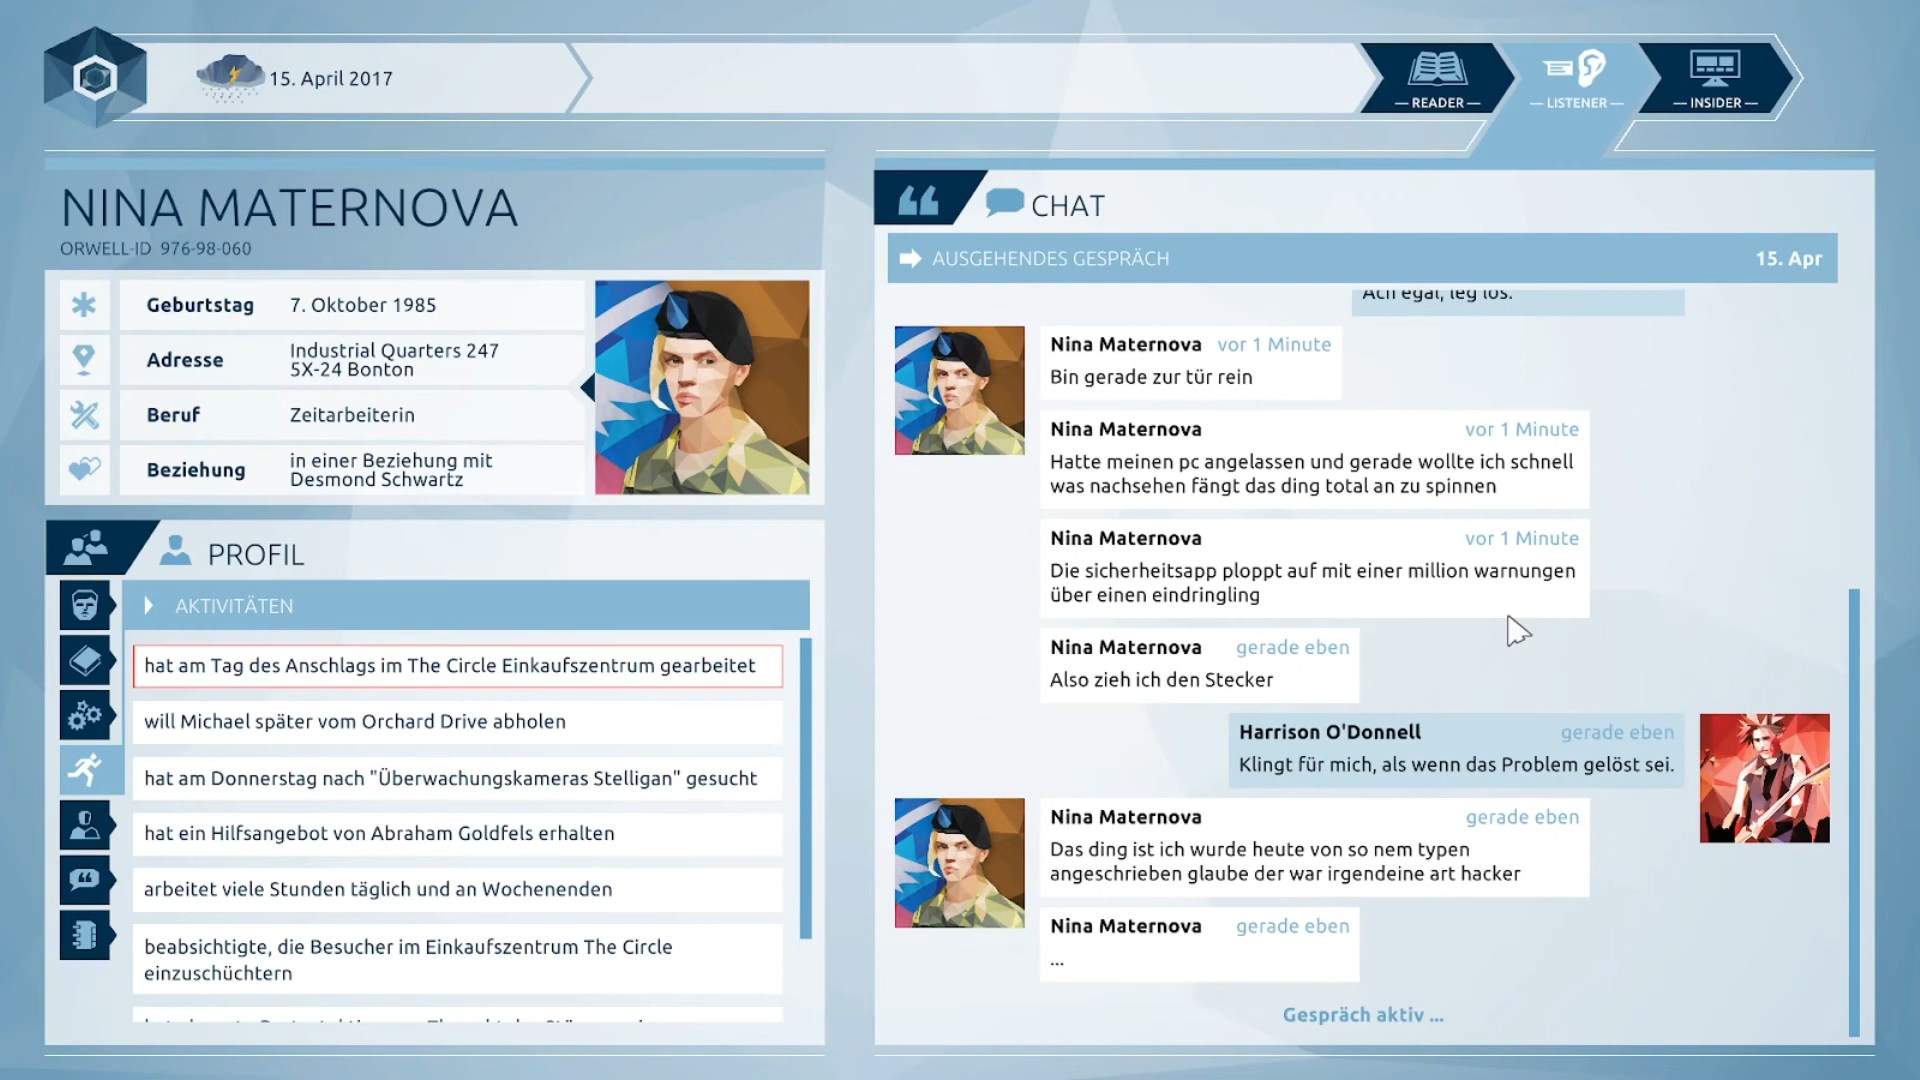 15. April 2017
— READER —
— LISTENER —
— INSIDER —
NINA MATERNOVA
ORWELL-ID 976-98-060
Geburtstag 7. Oktober 1985
Adresse Industrial Quarters 247
5X-24 Bonton
Beruf Zeitarbeiterin
Beziehung in einer Beziehung mit
Desmond Schwartz
PROFIL
AKTIVITÄTEN
hat am Tag des Anschlags im The Circle Einkaufszentrum gearbeitet
will Michael später vom Orchard Drive abholen
hat am Donnerstag nach "Überwachungskameras Stelligan" gesucht
hat ein Hilfsangebot von Abraham Goldfels erhalten
arbeitet viele Stunden täglich und an Wochenenden
beabsichtigte, die Besucher im Einkaufszentrum The Circle
einzuschüchtern
CHAT
AUSGEHENDES GESPRÄCH 15. Apr
Ach egal, leg los.
Nina Maternova vor 1 Minute
Bin gerade zur tür rein
Nina Maternova vor 1 Minute
Hatte meinen pc angelassen und gerade wollte ich schnell
was nachsehen fängt das ding total an zu spinnen
Nina Maternova vor 1 Minute
Die sicherheitsapp ploppt auf mit einer million warnungen
über einen eindringling
Nina Maternova gerade eben
Also zieh ich den Stecker
Harrison O'Donnell gerade eben
Klingt für mich, als wenn das Problem gelöst sei.
Nina Maternova gerade eben
Das ding ist ich wurde heute von so nem typen
angeschrieben glaube der war irgendeine art hacker
Nina Maternova gerade eben
...
Gespräch aktiv ...